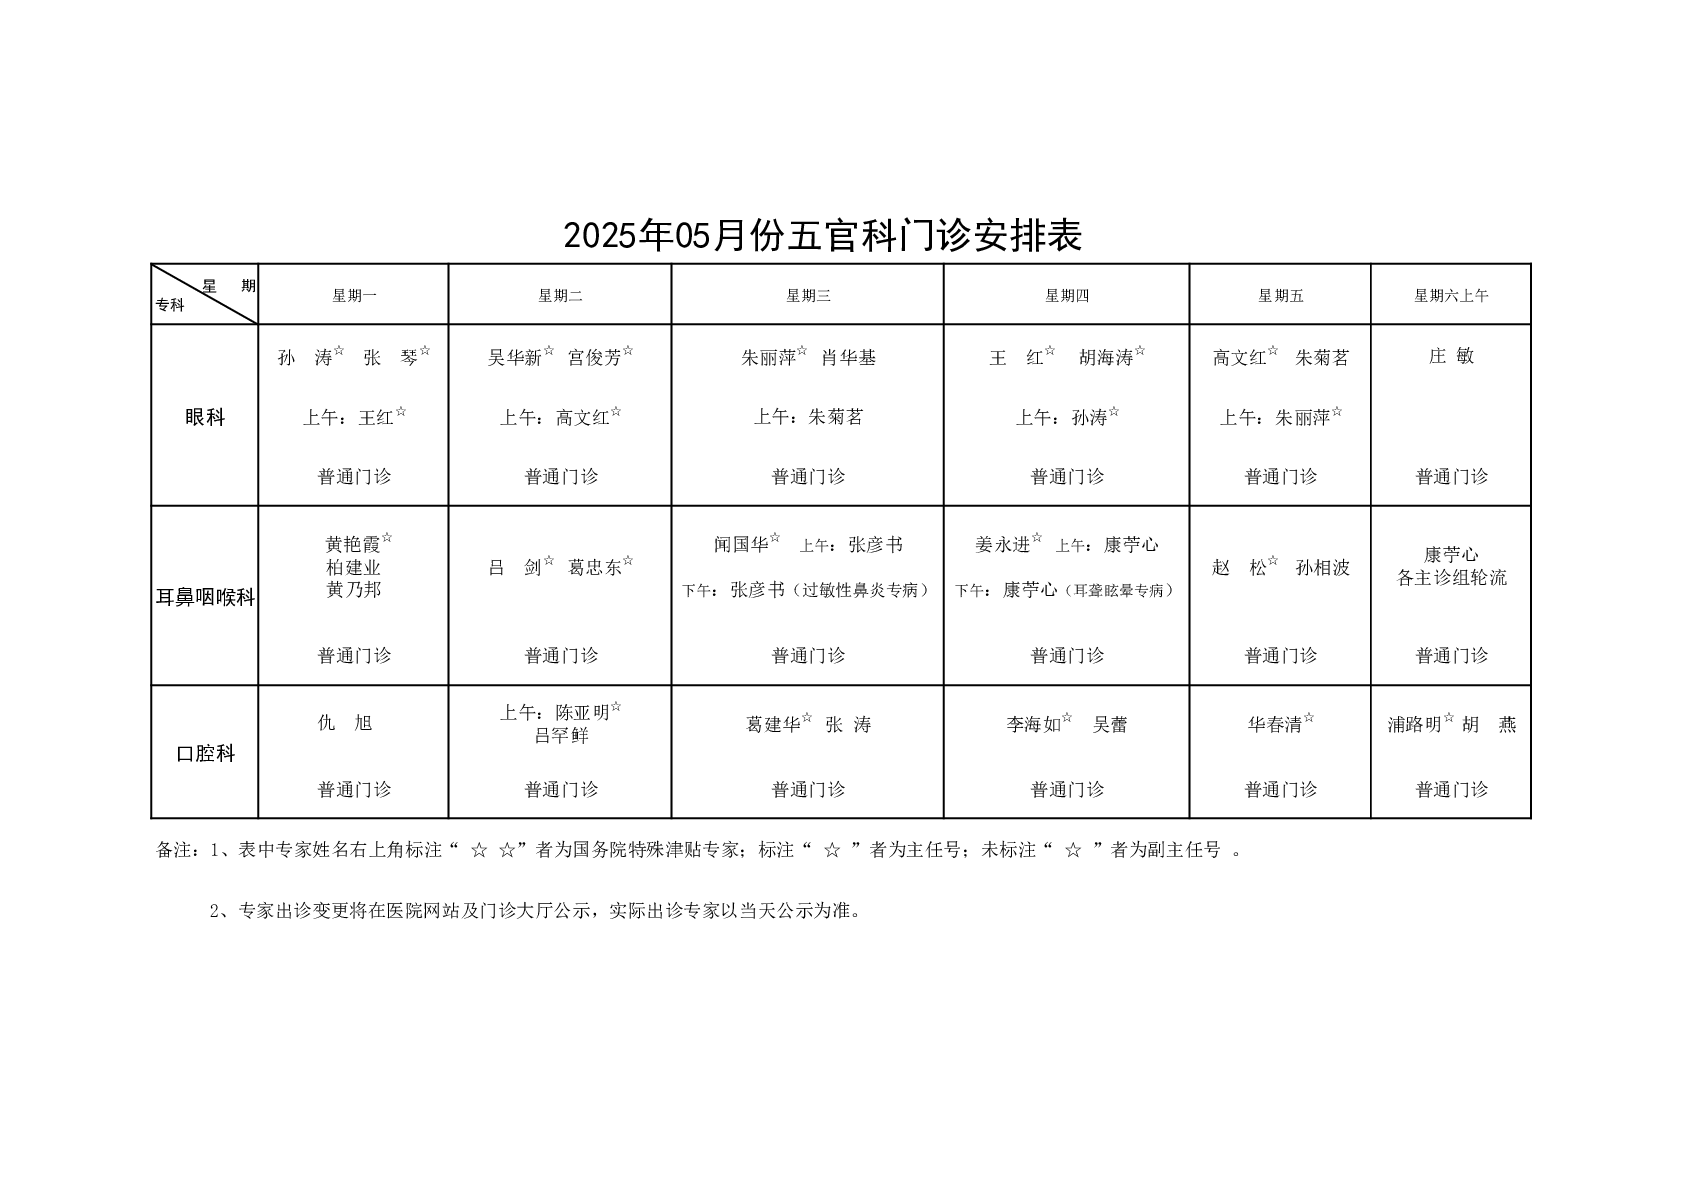 2025年05月份五官科门诊安排表
星 期
专科
星期一 星期二 星期三 星期四 星期五 星期六上午
眼科
孙 涛☆ 张 琴☆ 吴华新☆ 宫俊芳☆ 朱丽萍☆ 肖华基 王 红☆ 胡海涛☆ 高文红☆ 朱菊茗 庄 敏
上午：王红☆ 上午：高文红☆ 上午：朱菊茗 上午：孙涛☆ 上午：朱丽萍☆
普通门诊 普通门诊 普通门诊 普通门诊 普通门诊 普通门诊
耳鼻咽喉科
黄艳霞☆
柏建业
黄乃邦
吕 剑☆ 葛忠东☆
闻国华☆ 上午：张彦书
下午：张彦书（过敏性鼻炎专病）
姜永进☆ 上午：康苧心
下午：康苧心（耳聋眩晕专病）
赵 松☆ 孙相波
康苧心
各主诊组轮流
普通门诊 普通门诊 普通门诊 普通门诊 普通门诊 普通门诊
口腔科
仇 旭
上午：陈亚明☆
吕罕鲜
葛建华☆ 张 涛
李海如☆ 吴蕾
华春清☆
浦路明☆ 胡 燕
普通门诊 普通门诊 普通门诊 普通门诊 普通门诊 普通门诊
备注：1、表中专家姓名右上角标注“ ☆ ☆”者为国务院特殊津贴专家；标注“ ☆ ”者为主任号；未标注“ ☆ ”者为副主任号 。
2、专家出诊变更将在医院网站及门诊大厅公示，实际出诊专家以当天公示为准。